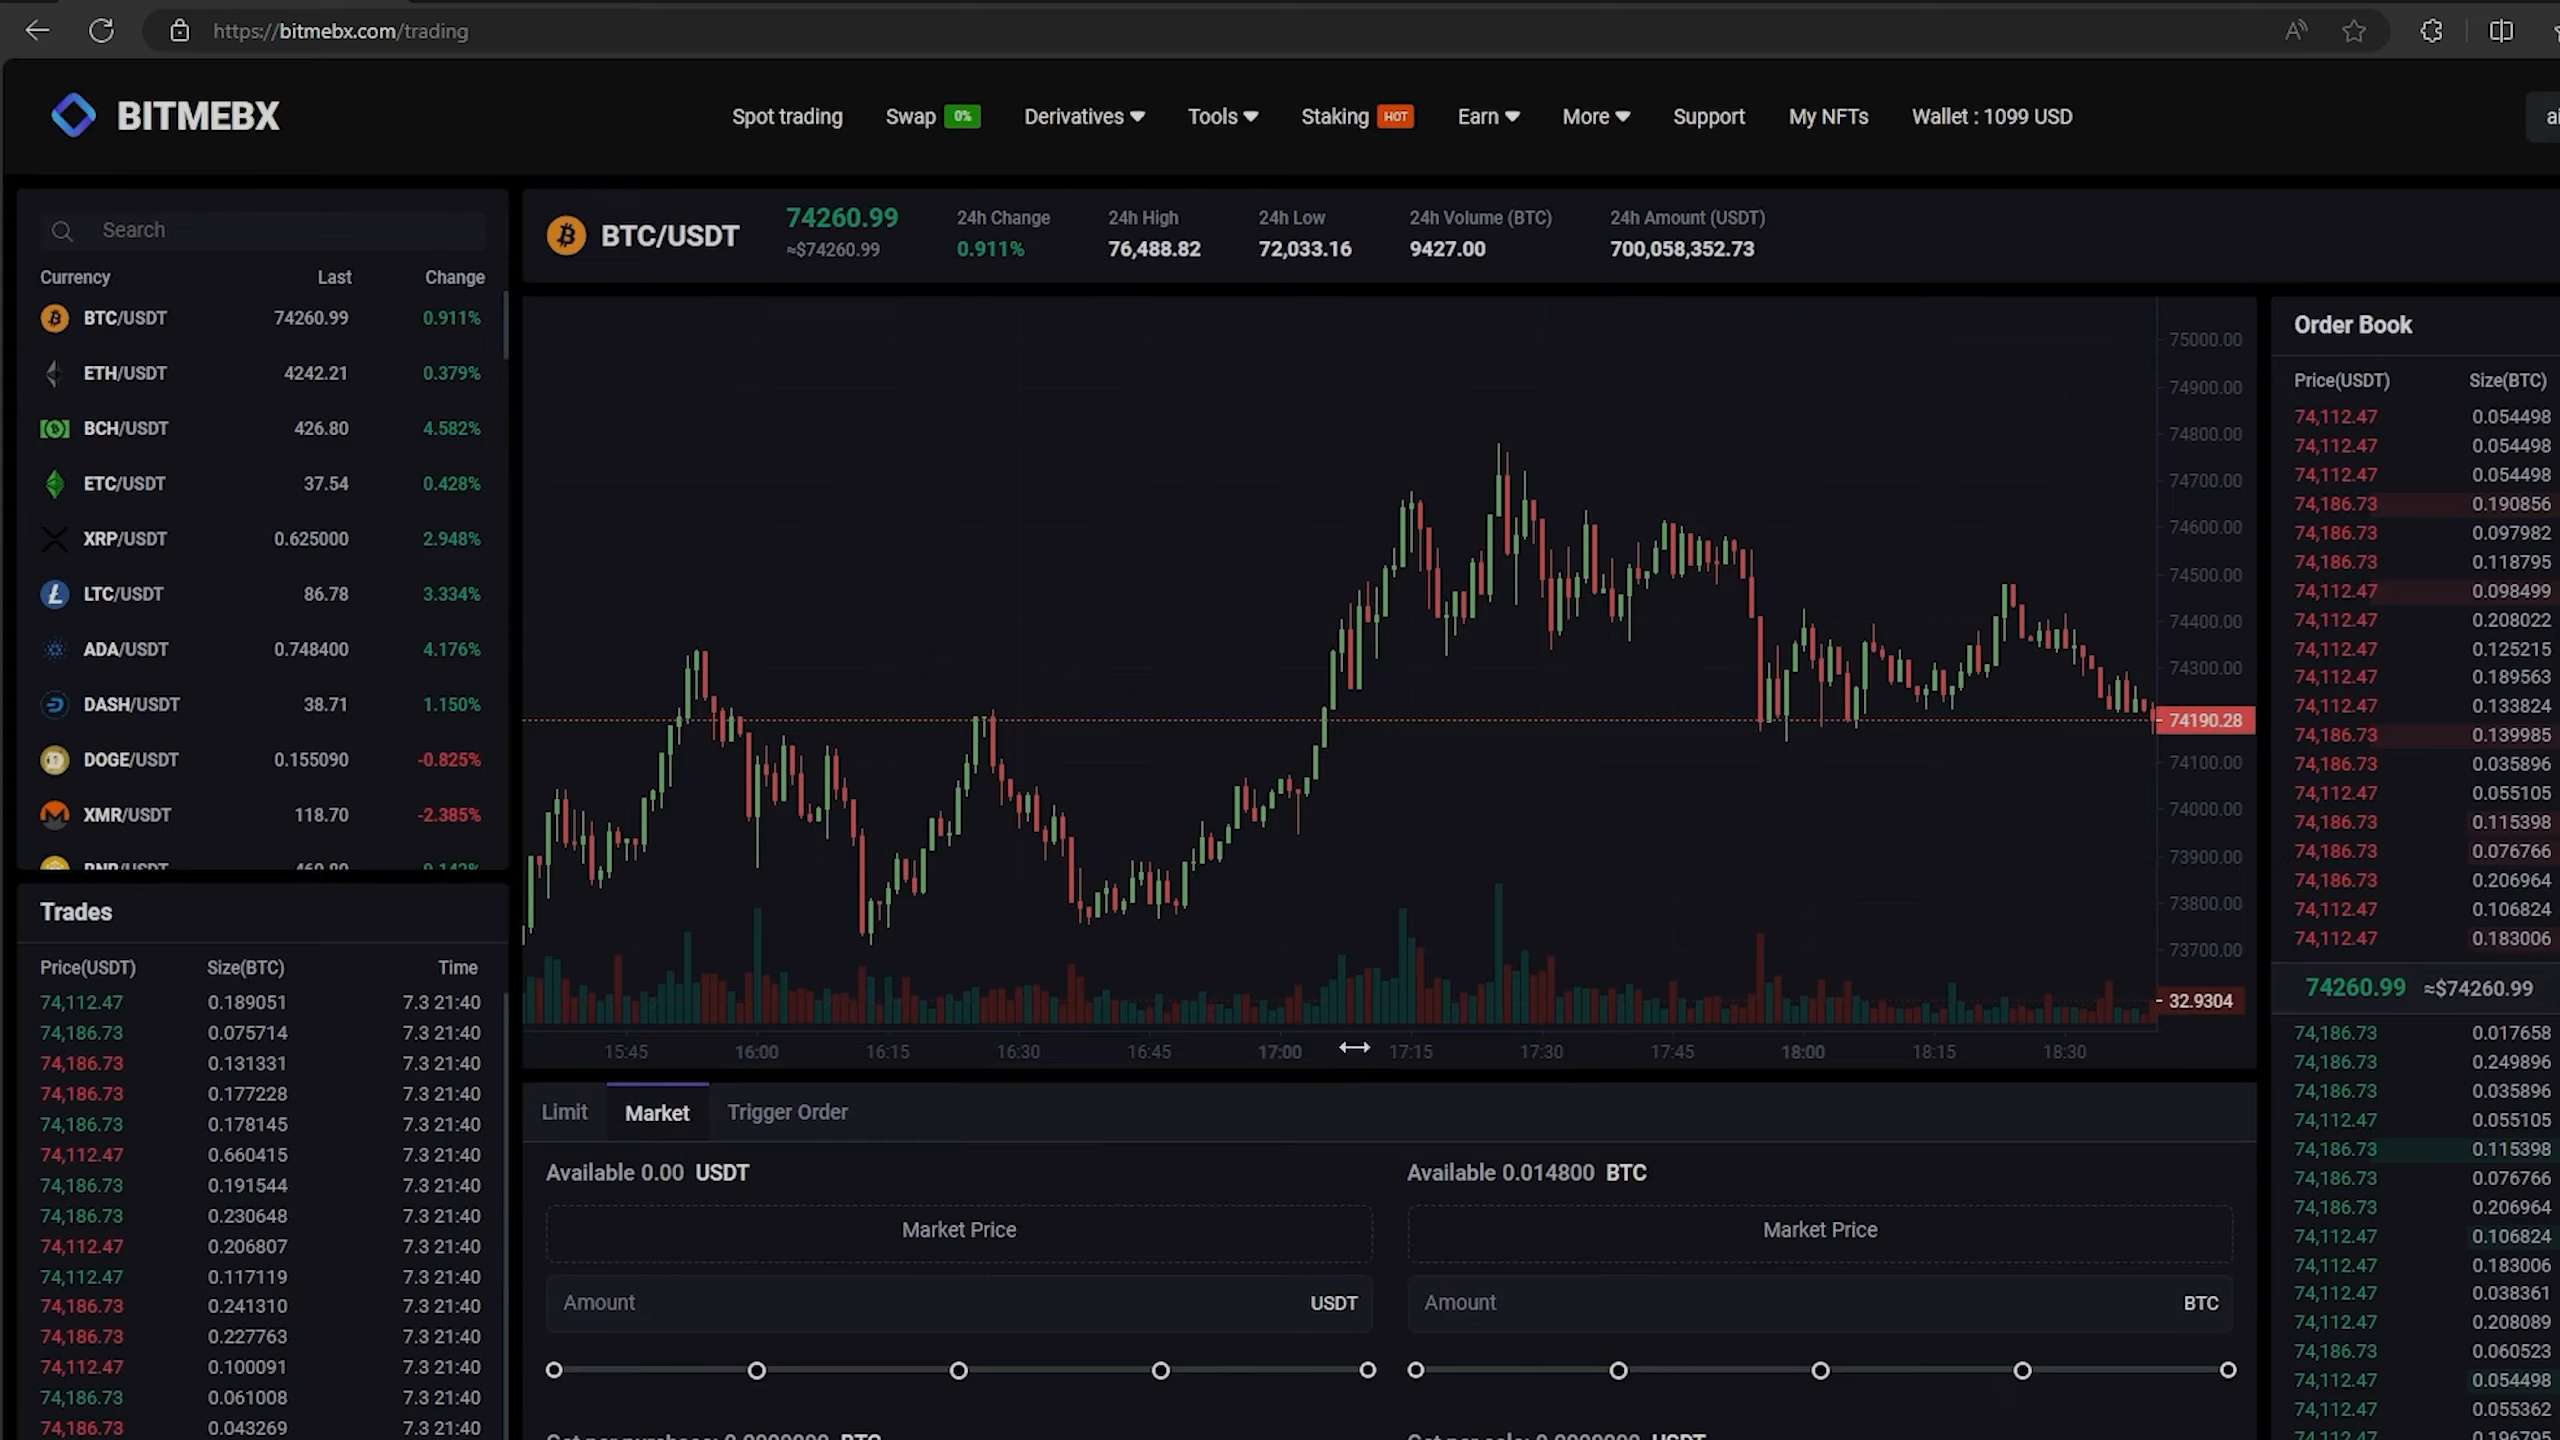 https://bitmebx.com/trading
BITMEBX
Spot trading
Swap 0%
Derivatives
Tools
Staking HOT
Earn
More
Support
My NFTs
Wallet : 1099 USD
Search
Currency Last Change
BTC/USDT 74260.99 0.911%
ETH/USDT 4242.21 0.379%
BCH/USDT 426.80 4.582%
ETC/USDT 37.54 0.428%
XRP/USDT 0.625000 2.948%
LTC/USDT 86.78 3.334%
ADA/USDT 0.748400 4.176%
DASH/USDT 38.71 1.150%
DOGE/USDT 0.155090 -0.825%
XMR/USDT 118.70 -2.385%
Trades
Price(USDT) Size(BTC) Time
74,112.47 0.189051 7.3 21:40
74,186.73 0.075714 7.3 21:40
74,186.73 0.131331 7.3 21:40
74,186.73 0.177228 7.3 21:40
74,186.73 0.178145 7.3 21:40
74,112.47 0.660415 7.3 21:40
74,186.73 0.191544 7.3 21:40
74,186.73 0.230648 7.3 21:40
74,112.47 0.206807 7.3 21:40
74,112.47 0.117119 7.3 21:40
74,186.73 0.241310 7.3 21:40
74,186.73 0.227763 7.3 21:40
74,112.47 0.100091 7.3 21:40
74,186.73 0.061008 7.3 21:40
74,186.73 0.043269 7.3 21:40
BTC/USDT
74260.99
≈$74260.99
24h Change
0.911%
24h High
76,488.82
24h Low
72,033.16
24h Volume (BTC)
9427.00
24h Amount (USDT)
700,058,352.73
75000.00
74900.00
74800.00
74700.00
74600.00
74500.00
74400.00
74300.00
74190.28
74100.00
74000.00
73900.00
73800.00
73700.00
32.9304
15:45 16:00 16:15 16:30 16:45 17:00 17:15 17:30 17:45 18:00 18:15 18:30
Limit Market Trigger Order
Available 0.00 USDT
Market Price
Amount USDT
Available 0.014800 BTC
Market Price
Amount BTC
Order Book
Price(USDT) Size(BTC)
74,112.47 0.054498
74,112.47 0.054498
74,112.47 0.054498
74,186.73 0.190856
74,186.73 0.097982
74,186.73 0.118795
74,112.47 0.098499
74,112.47 0.208022
74,112.47 0.125215
74,112.47 0.189563
74,112.47 0.133824
74,186.73 0.139985
74,186.73 0.035896
74,112.47 0.055105
74,186.73 0.115398
74,186.73 0.076766
74,186.73 0.206964
74,112.47 0.106824
74,112.47 0.183006
74260.99 ≈$74260.99
74,186.73 0.017658
74,112.47 0.249896
74,186.73 0.035896
74,112.47 0.055105
74,186.73 0.115398
74,186.73 0.076766
74,186.73 0.206964
74,112.47 0.106824
74,112.47 0.183006
74,112.47 0.038361
74,112.47 0.208089
74,186.73 0.060523
74,112.47 0.054498
74,112.47 0.055362